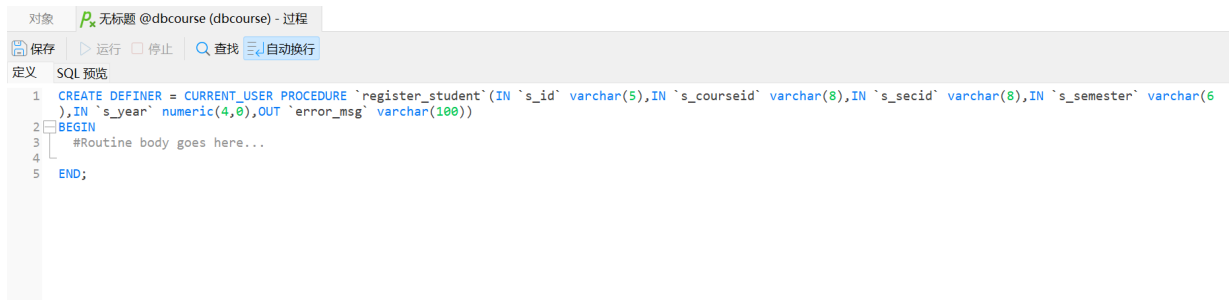 对象 无标题 @dbcourse (dbcourse) - 过程
保存 运行 停止 查找 自动换行
定义 SQL 预览
1 CREATE DEFINER = CURRENT_USER PROCEDURE `register_student`(IN `s_id` varchar(5),IN `s_courseid` varchar(8),IN `s_secid` varchar(8),IN `s_semester` varchar(6
),IN `s_year` numeric(4,0),OUT `error_msg` varchar(100))
2 BEGIN
3 #Routine body goes here...
4
5 END;